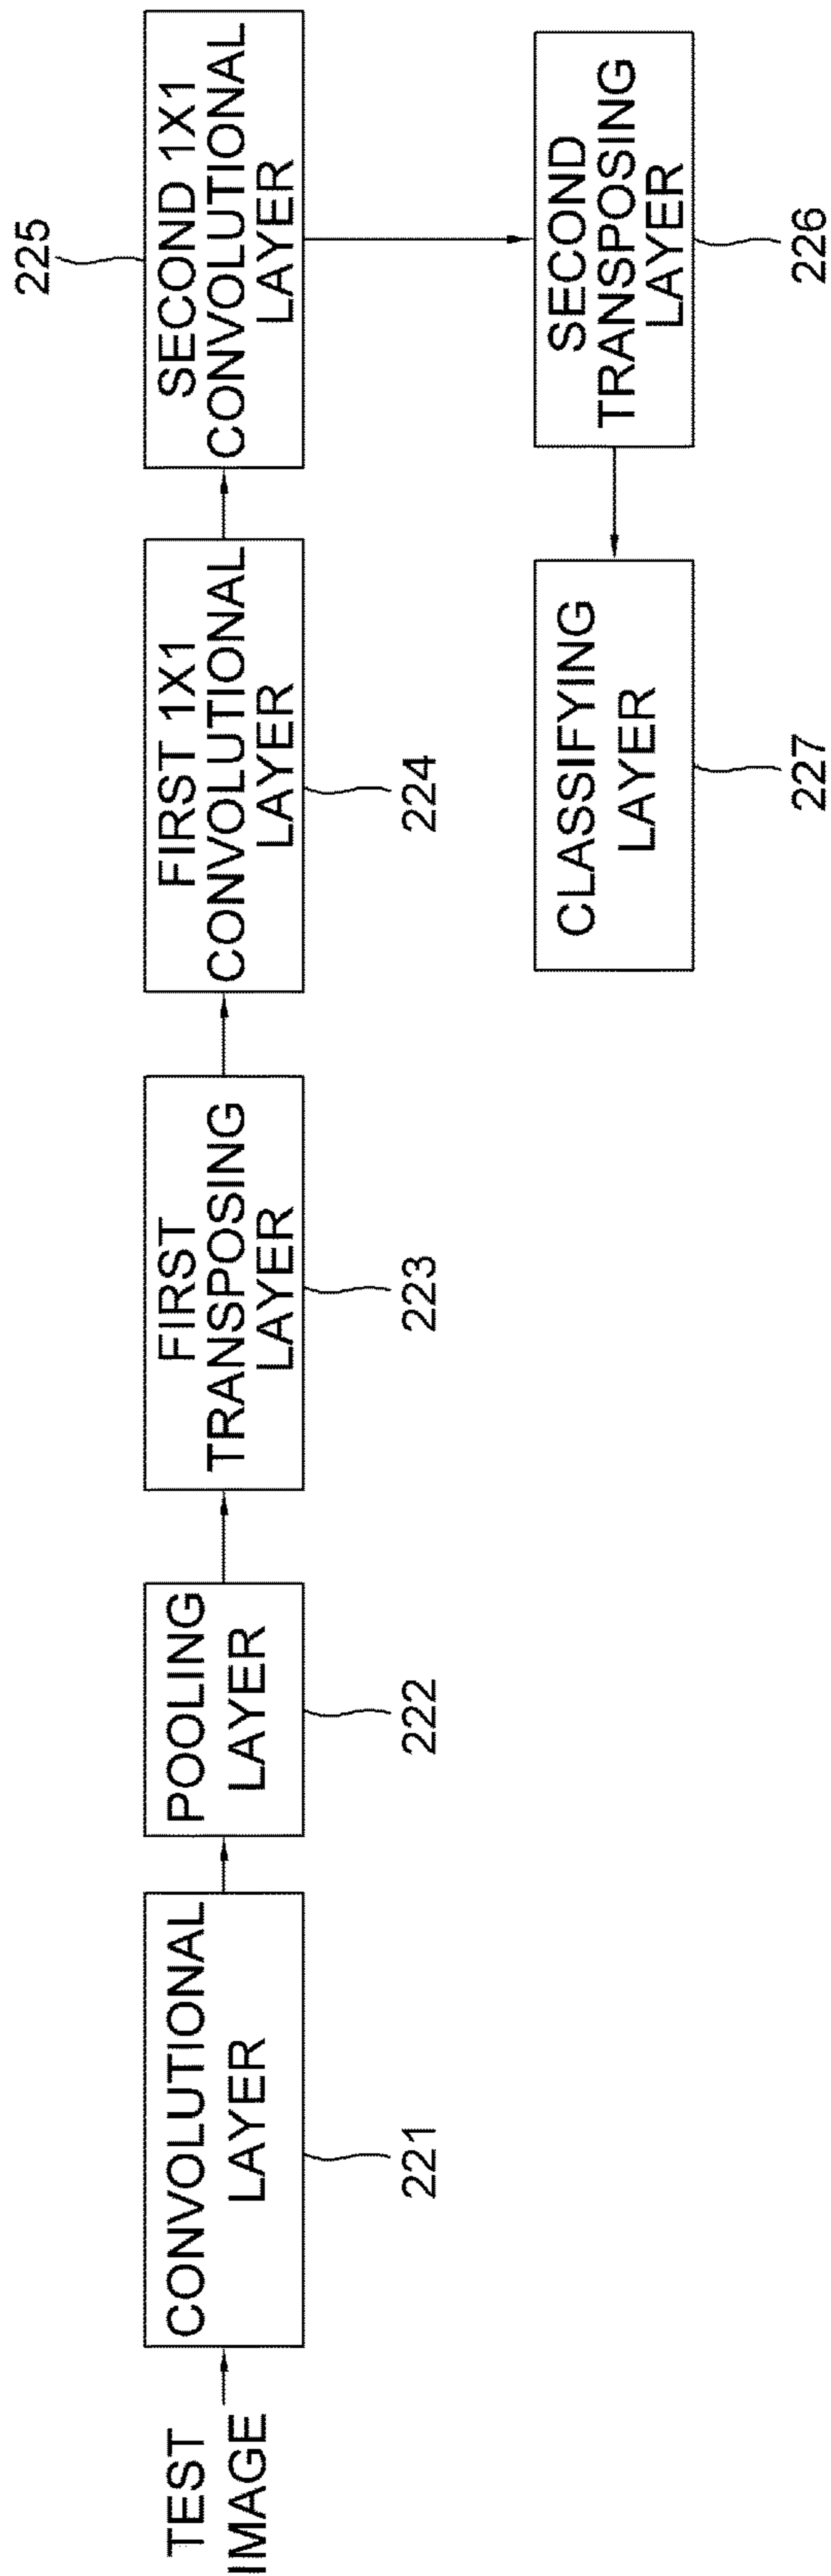 TEST
IMAGE
CONVOLUTIONAL
LAYER
221
POOLING
LAYER
222
FIRST
TRANSPOSING
LAYER
223
FIRST 1X1
CONVOLUTIONAL
LAYER
224
SECOND 1X1
CONVOLUTIONAL
LAYER
225
SECOND
TRANSPOSING
LAYER
226
CLASSIFYING
LAYER
227